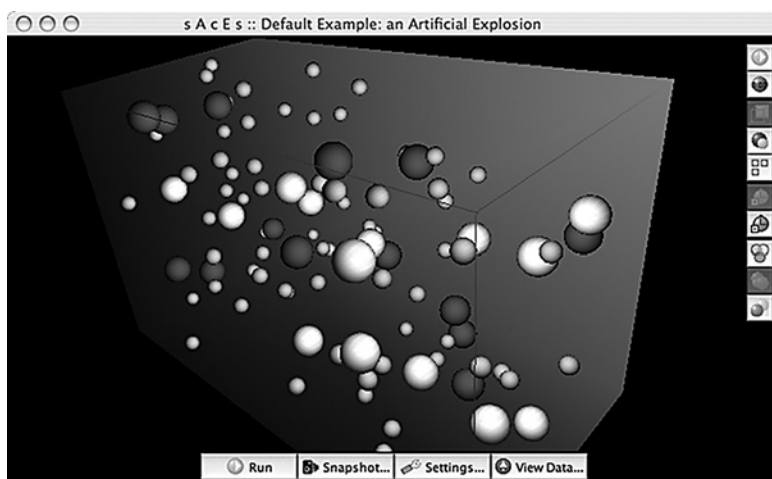 s A c E s :: Default Example: an Artificial Explosion
Run Snapshot... Settings... View Data...